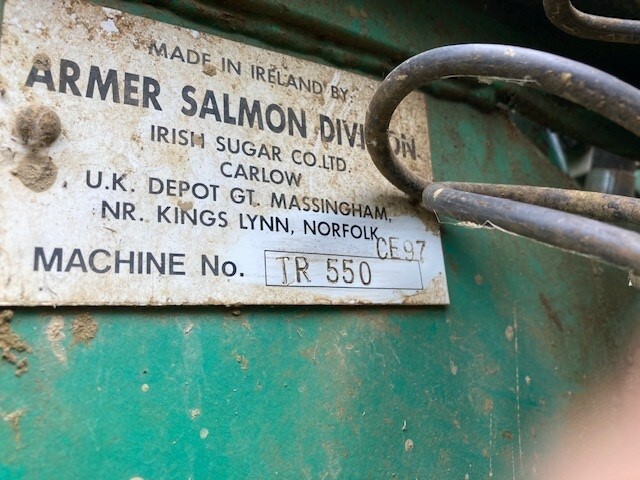 MADE IN IRELAND BY:
ARMER SALMON DIVISION
IRISH SUGAR CO.LTD.
CARLOW
U.K. DEPOT GT. MASSINGHAM,
NR. KINGS LYNN, NORFOLK
CE97
MACHINE No. TR 550